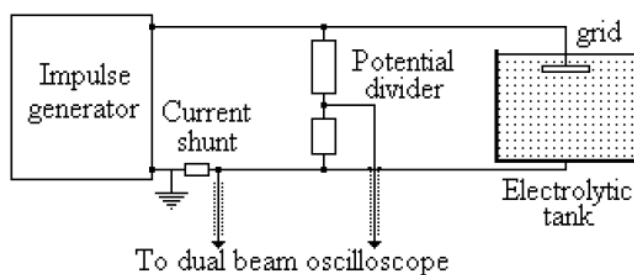 grid
Impulse
generator
Potential
divider
Current
shunt
Electrolytic
tank
To dual beam oscilloscope